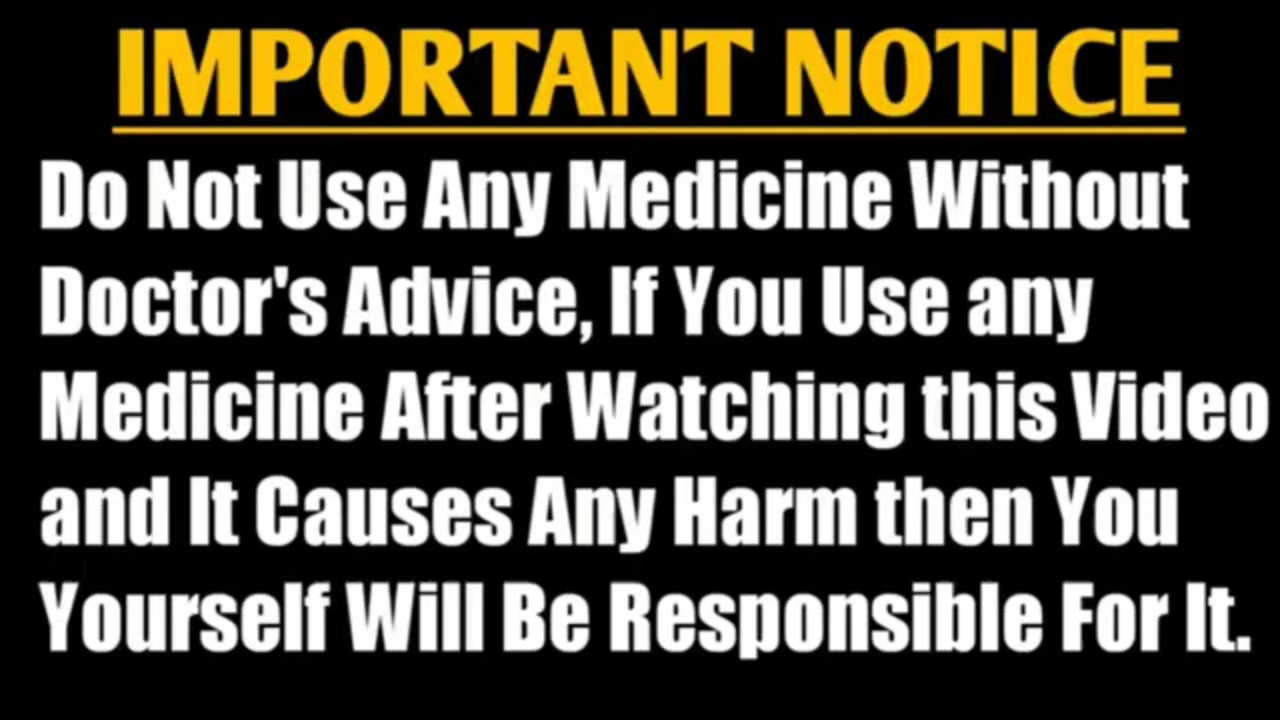 IMPORTANT NOTICE
Do Not Use Any Medicine Without
Doctor's Advice, If You Use any
Medicine After Watching this Video
and It Causes Any Harm then You
Yourself Will Be Responsible For It.